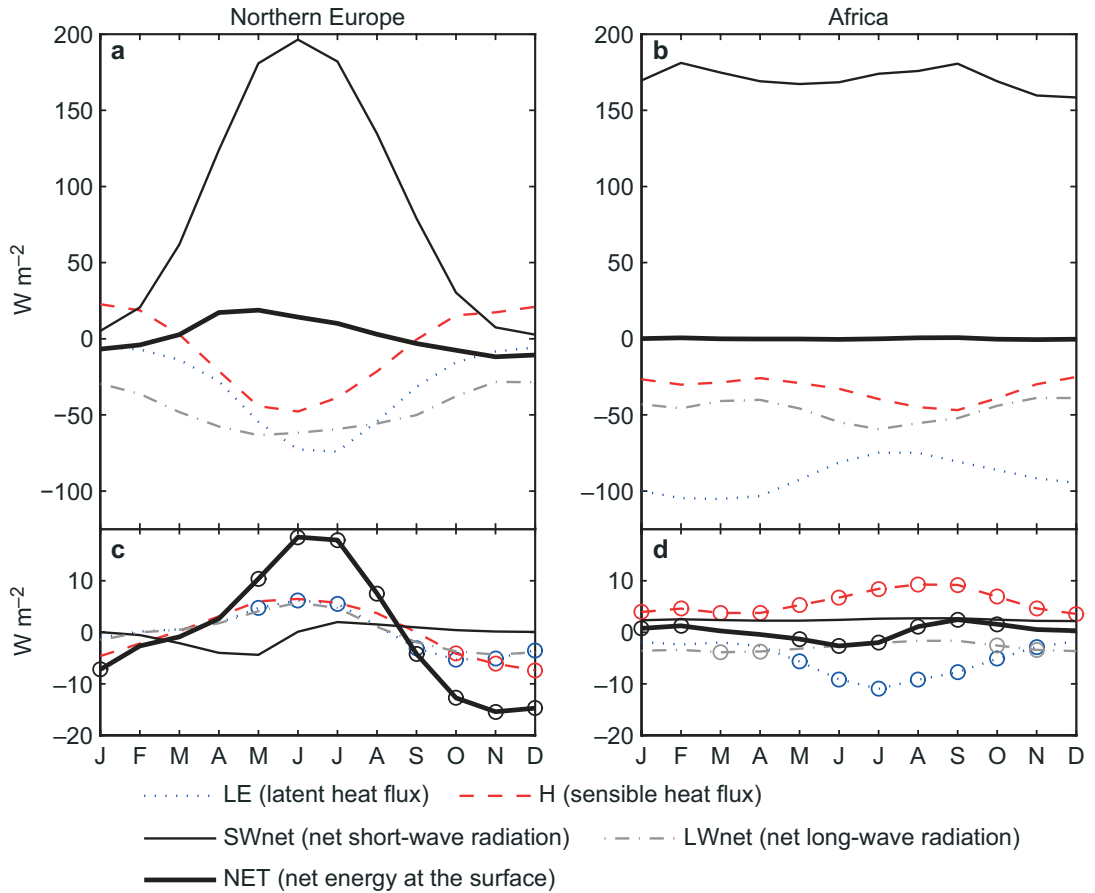 Northern Europe
Africa
a
b
200
150
100
50
0
−50
−100
W m−2
200
150
100
50
0
–50
–100
c
d
10
0
–10
–20
W m−2
10
0
–10
–20
J F M A M J J A S O N D
J F M A M J J A S O N D
LE (latent heat flux)
H (sensible heat flux)
SWnet (net short-wave radiation)
LWnet (net long-wave radiation)
NET (net energy at the surface)